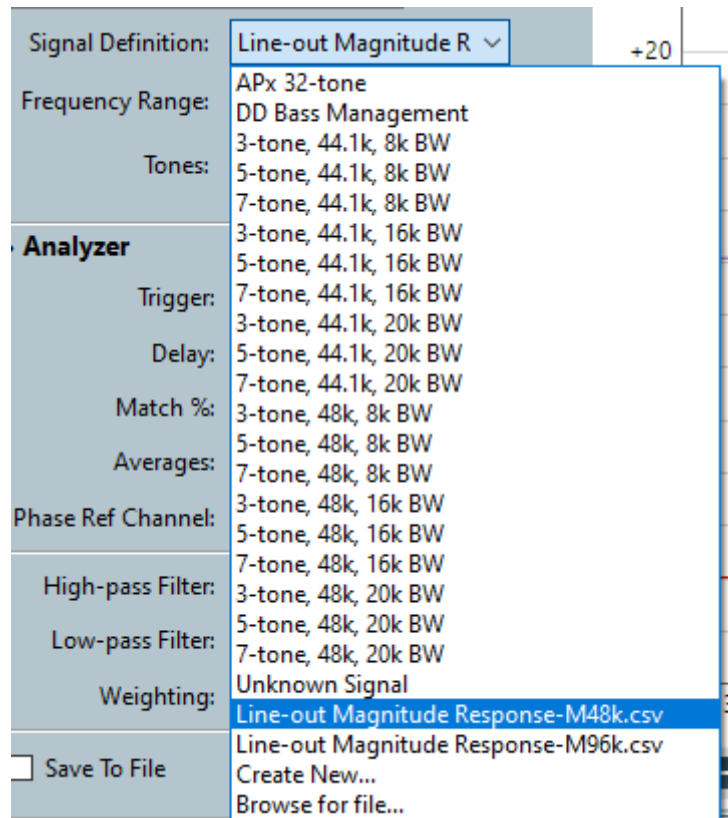 Signal Definition: Line-out Magnitude R
+20
Frequency Range:
Tones:
Analyzer
Trigger:
Delay:
Match %:
Averages:
Phase Ref Channel:
High-pass Filter:
Low-pass Filter:
Weighting:
Save To File
APx 32-tone
DD Bass Management
3-tone, 44.1k, 8k BW
5-tone, 44.1k, 8k BW
7-tone, 44.1k, 8k BW
3-tone, 44.1k, 16k BW
5-tone, 44.1k, 16k BW
7-tone, 44.1k, 16k BW
3-tone, 44.1k, 20k BW
5-tone, 44.1k, 20k BW
7-tone, 44.1k, 20k BW
3-tone, 48k, 8k BW
5-tone, 48k, 8k BW
7-tone, 48k, 8k BW
3-tone, 48k, 16k BW
5-tone, 48k, 16k BW
7-tone, 48k, 16k BW
3-tone, 48k, 20k BW
5-tone, 48k, 20k BW
7-tone, 48k, 20k BW
Unknown Signal
Line-out Magnitude Response-M48k.csv
Line-out Magnitude Response-M96k.csv
Create New...
Browse for file...